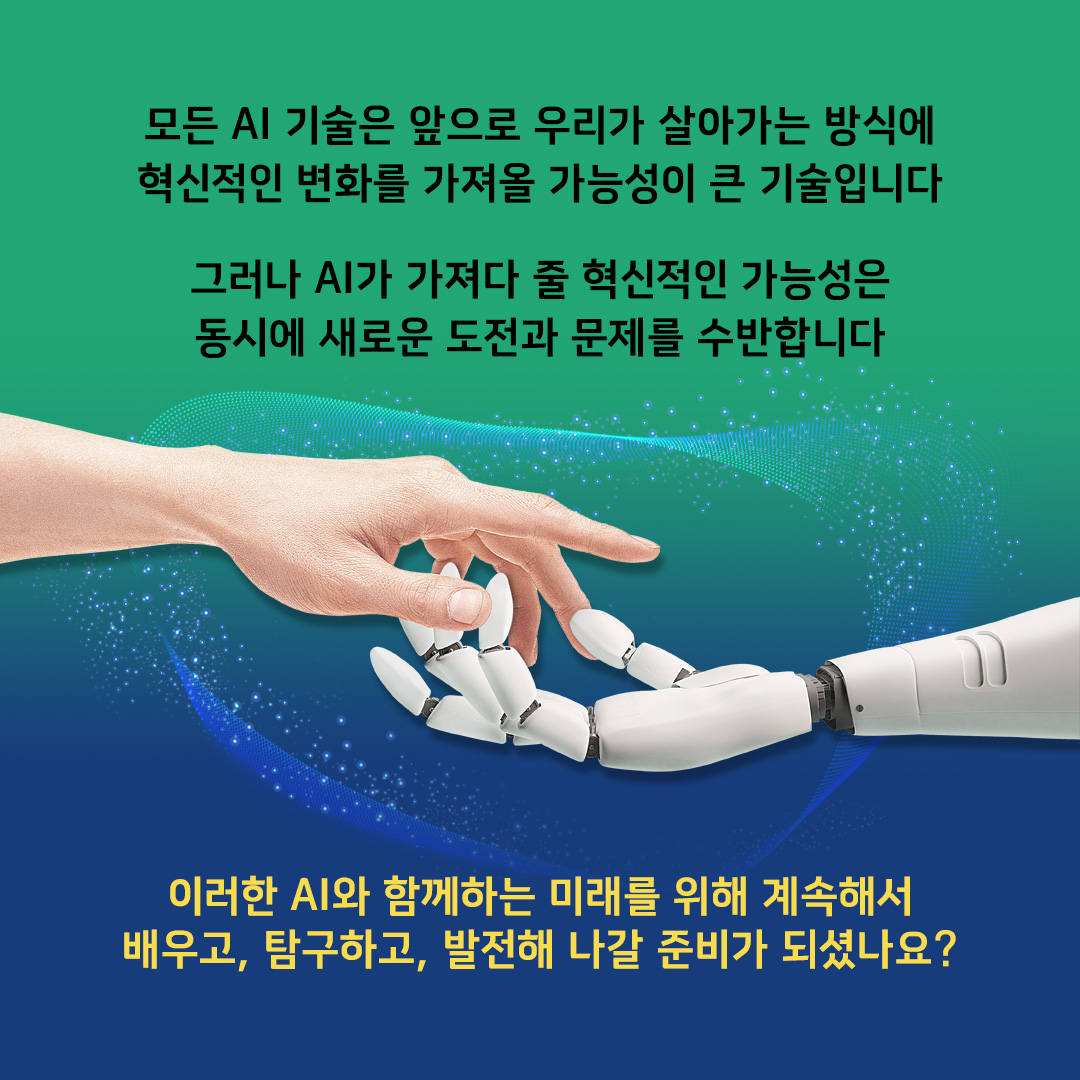 모든 AI 기술은 앞으로 우리가 살아가는 방식에
혁신적인 변화를 가져올 가능성이 큰 기술입니다
그러나 AI가 가져다 줄 혁신적인 가능성은
동시에 새로운 도전과 문제를 수반합니다
이러한 AI와 함께하는 미래를 위해 계속해서
배우고, 탐구하고, 발전해 나갈 준비가 되셨나요?